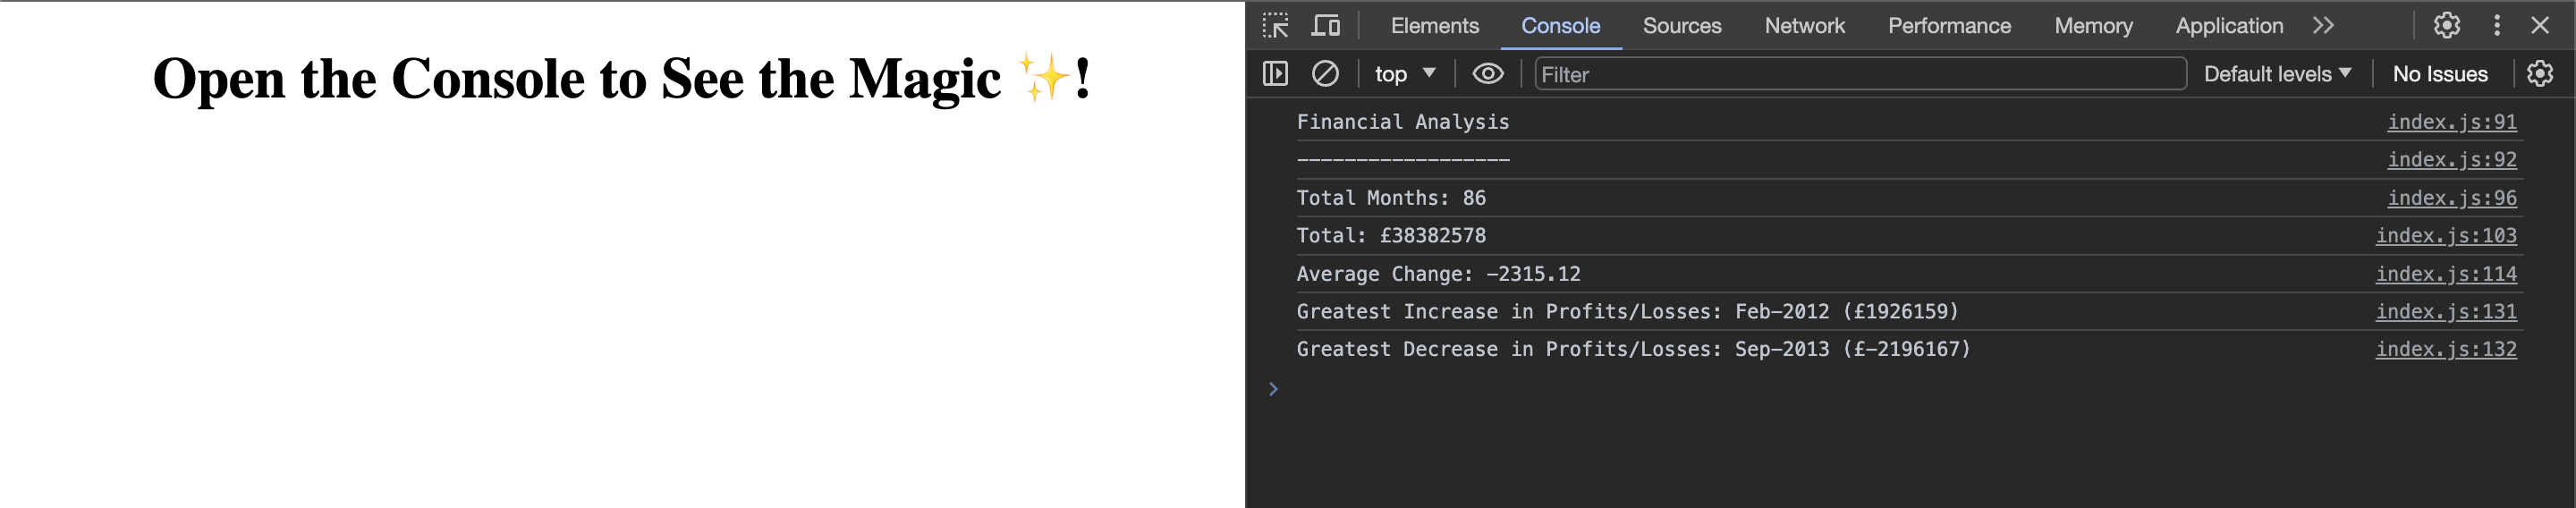 Open the Console to See the Magic ✨!
Elements Console Sources Network Performance Memory Application
top Filter Default levels No Issues
Financial Analysis index.js:91
------------------ index.js:92
Total Months: 86 index.js:96
Total: £38382578 index.js:103
Average Change: -2315.12 index.js:114
Greatest Increase in Profits/Losses: Feb-2012 (£1926159) index.js:131
Greatest Decrease in Profits/Losses: Sep-2013 (£-2196167) index.js:132